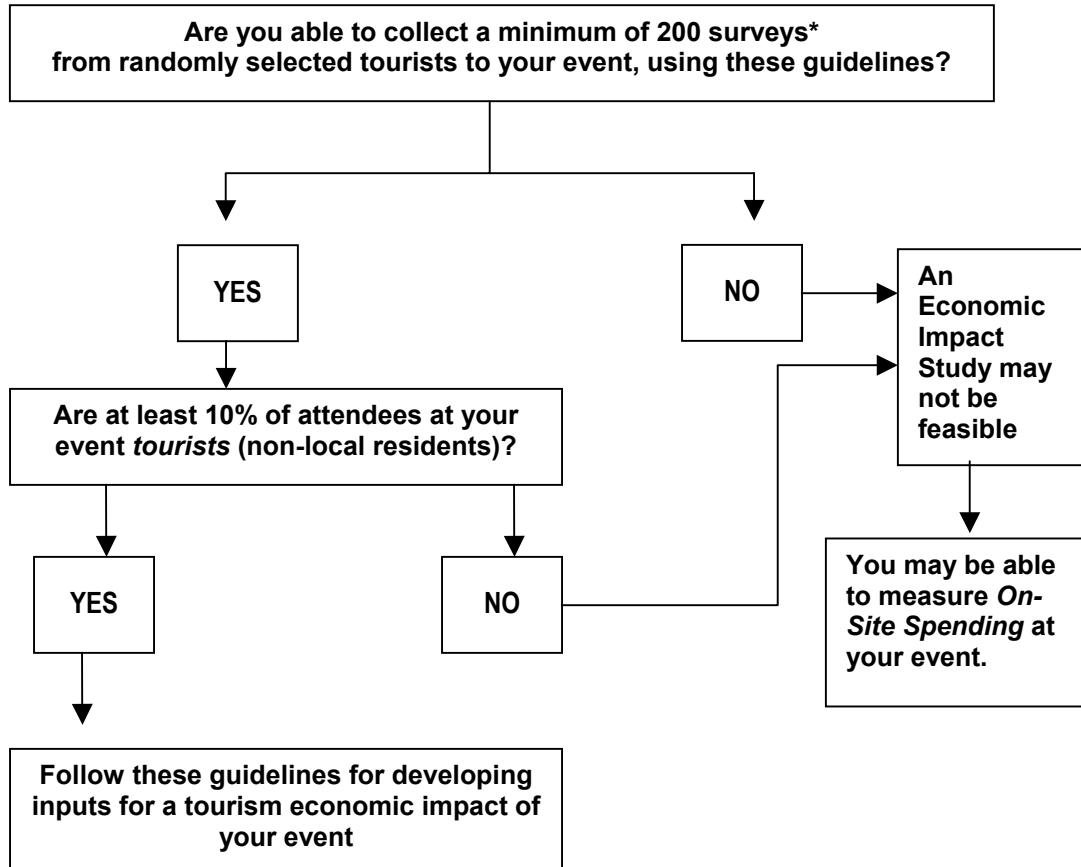 Are you able to collect a minimum of 200 surveys*
from randomly selected tourists to your event, using these guidelines?
YES
NO
An
Economic
Impact
Study may
not be
feasible
Are at least 10% of attendees at your
event tourists (non-local residents)?
YES
NO
You may be able
to measure On-
Site Spending at
your event.
Follow these guidelines for developing
inputs for a tourism economic impact of
your event